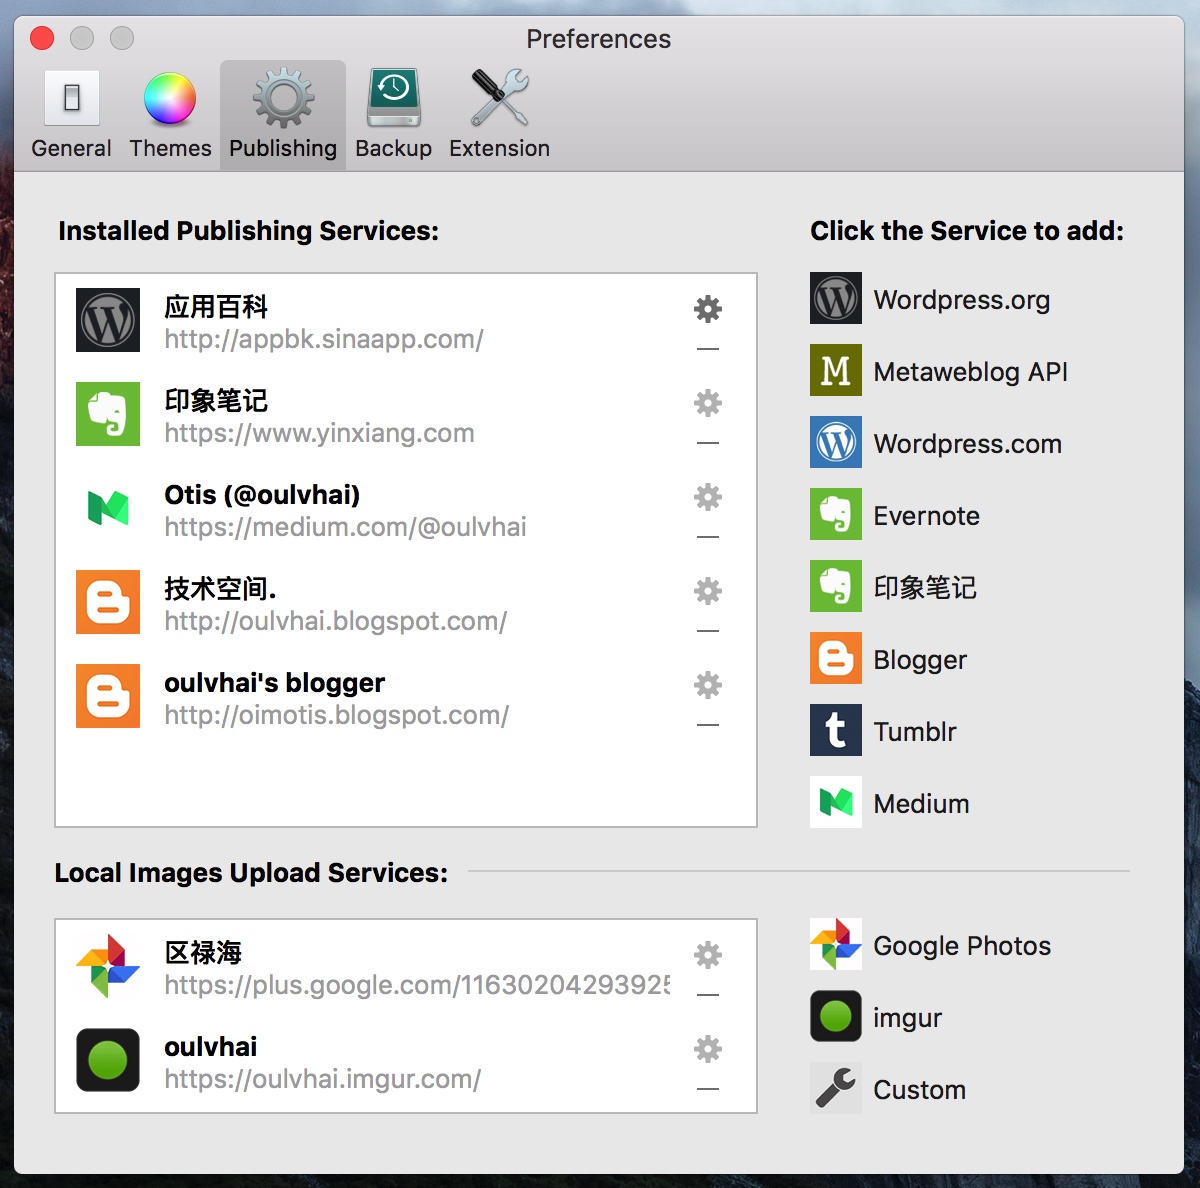 Preferences
General Themes Publishing Backup Extension
Installed Publishing Services:
应用百科
http://appbk.sinaapp.com/
印象笔记
https://www.yinxiang.com
Otis (@oulvhai)
https://medium.com/@oulvhai
技术空间.
http://oulvhai.blogspot.com/
oulvhai's blogger
http://oimotis.blogspot.com/
Click the Service to add:
Wordpress.org
M
Metaweblog API
Wordpress.com
Evernote
印象笔记
Blogger
Tumblr
Medium
Local Images Upload Services:
区禄海
https://plus.google.com/11630204293925
oulvhai
https://oulvhai.imgur.com/
Google Photos
imgur
Custom